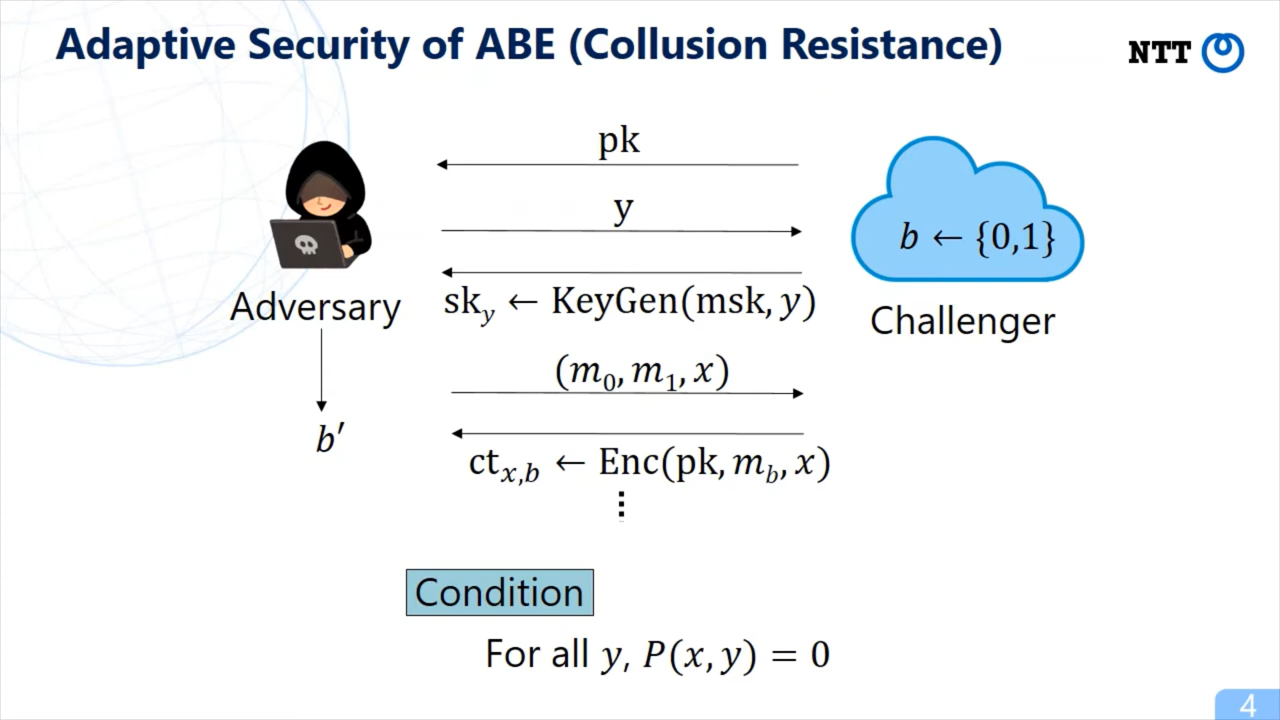 Adaptive Security of ABE (Collusion Resistance)
NTT
pk
y
b ← {0,1}
Adversary
sk_y ← KeyGen(msk, y)
Challenger
(m_0, m_1, x)
b′
ct_{x,b} ← Enc(pk, m_b, x)
⋮
Condition
For all y, P(x, y) = 0
4